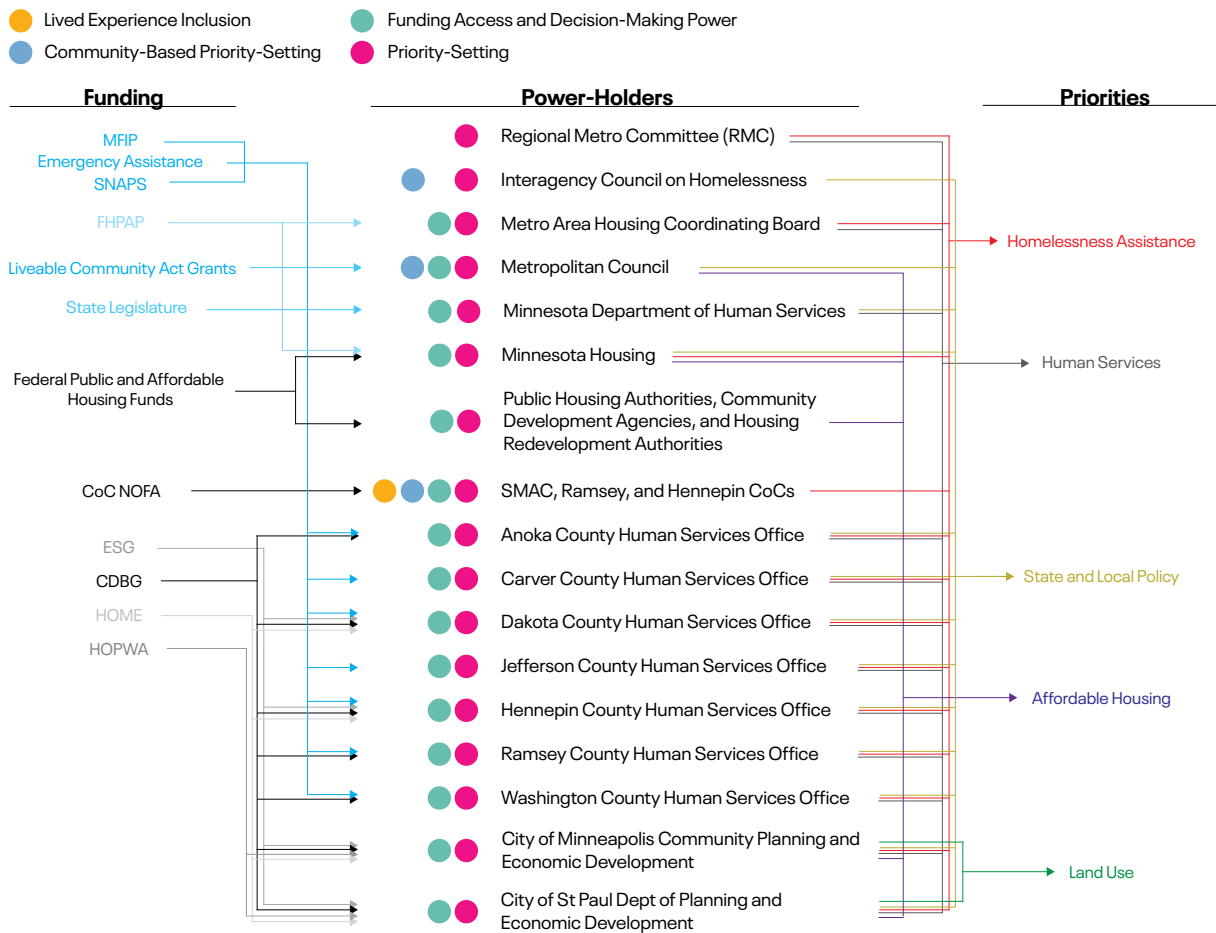 Lived Experience Inclusion
Community-Based Priority-Setting
Funding Access and Decision-Making Power
Priority-Setting
Funding
Power-Holders
Priorities
MFIP
Emergency Assistance
SNAPS
FHPAP
Liveable Community Act Grants
State Legislature
Federal Public and Affordable
Housing Funds
CoC NOFA
ESG
CDBG
HOME
HOPWA
Regional Metro Committee (RMC)
Interagency Council on Homelessness
Metro Area Housing Coordinating Board
Metropolitan Council
Minnesota Department of Human Services
Minnesota Housing
Public Housing Authorities, Community
Development Agencies, and Housing
Redevelopment Authorities
SMAC, Ramsey, and Hennepin CoCs
Anoka County Human Services Office
Carver County Human Services Office
Dakota County Human Services Office
Jefferson County Human Services Office
Hennepin County Human Services Office
Ramsey County Human Services Office
Washington County Human Services Office
City of Minneapolis Community Planning and
Economic Development
City of St Paul Dept of Planning and
Economic Development
Homelessness Assistance
Human Services
State and Local Policy
Affordable Housing
Land Use